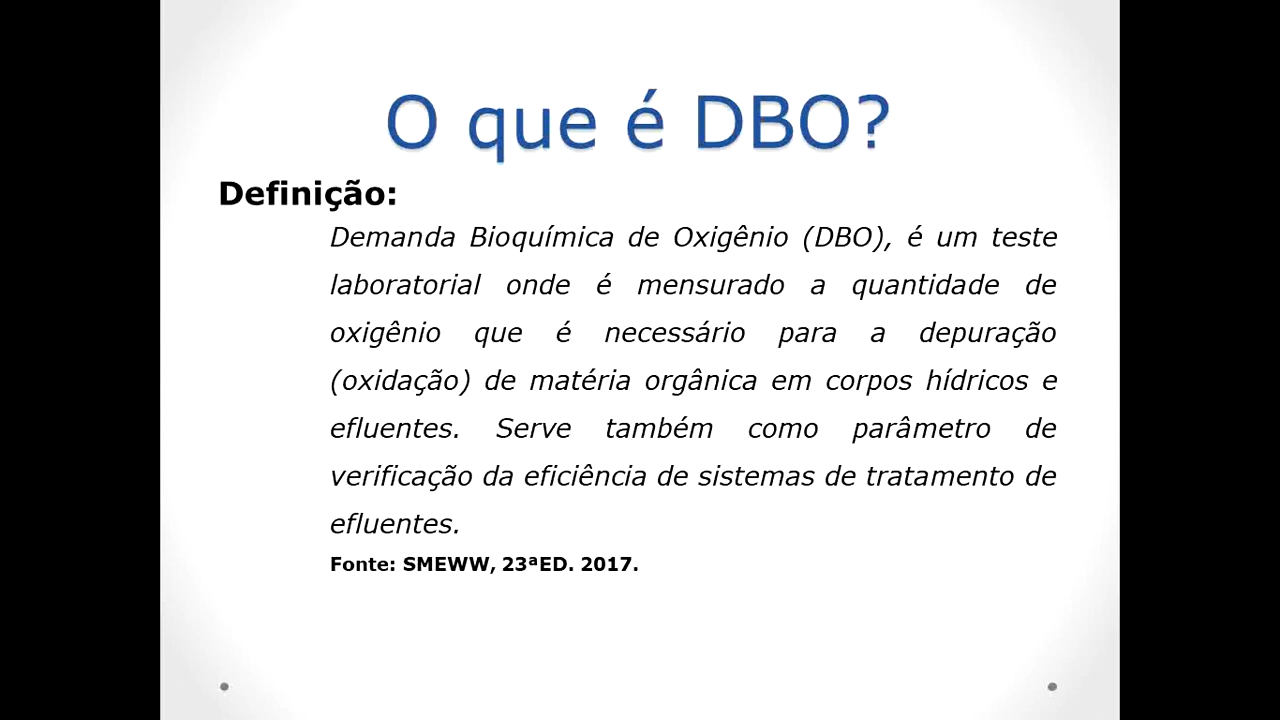 O que é DBO?
Definição:
Demanda Bioquímica de Oxigênio (DBO), é um teste
laboratorial onde é mensurado a quantidade de
oxigênio que é necessário para a depuração
(oxidação) de matéria orgânica em corpos hídricos e
efluentes. Serve também como parâmetro de
verificação da eficiência de sistemas de tratamento de
efluentes.
Fonte: SMEWW, 23ªED. 2017.